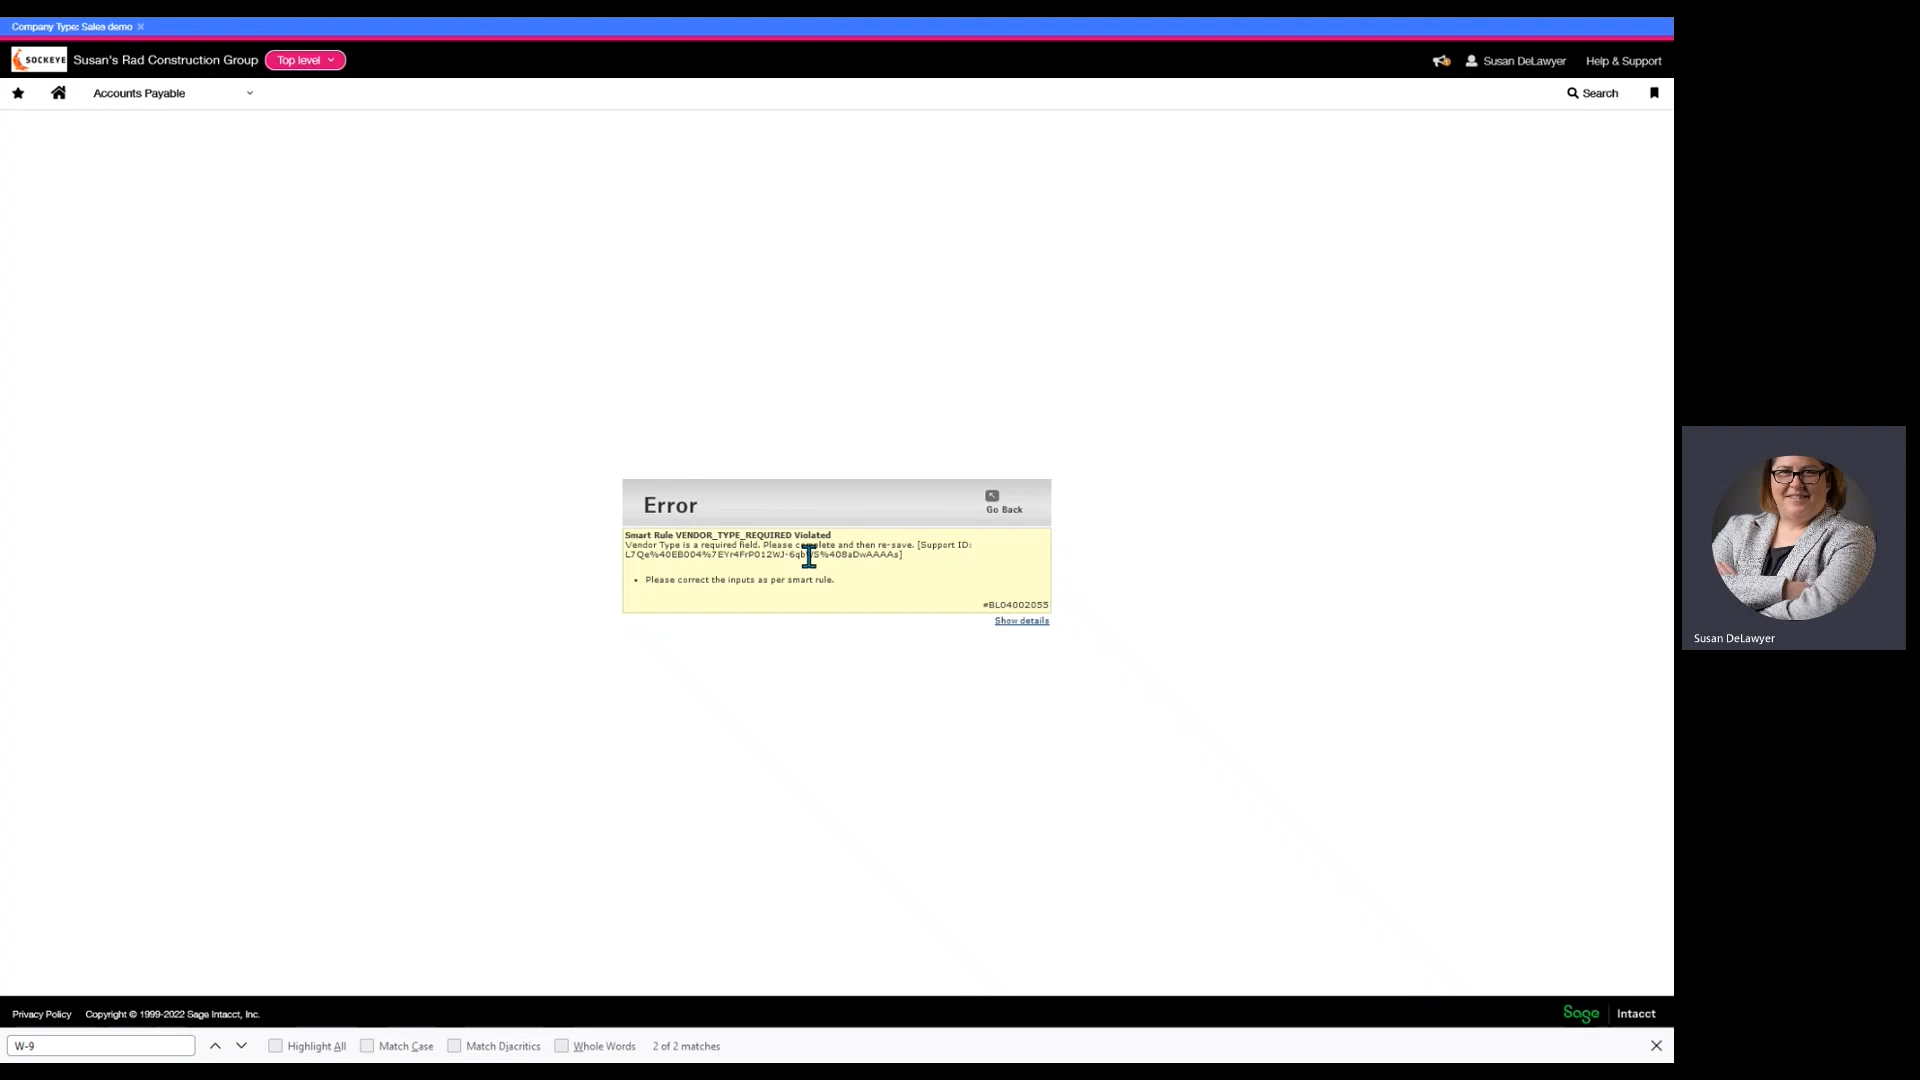 Company Type: Sales demo
SOCKEYE Susan's Rad Construction Group Top level
Susan DeLawyer Help & Support
Accounts Payable
Search
Error
Go Back
Smart Rule VENDOR_TYPE_REQUIRED Violated
Vendor Type is a required field. Please complete and then re-save. [Support ID:
Please correct the inputs as per smart rule.
#BL04002055
Show details
Susan DeLawyer
Privacy Policy Copyright © 1999-2022 Sage Intacct, Inc.
Sage Intacct
W-9 Highlight All Match Case Match Diacritics Whole Words 2 of 2 matches